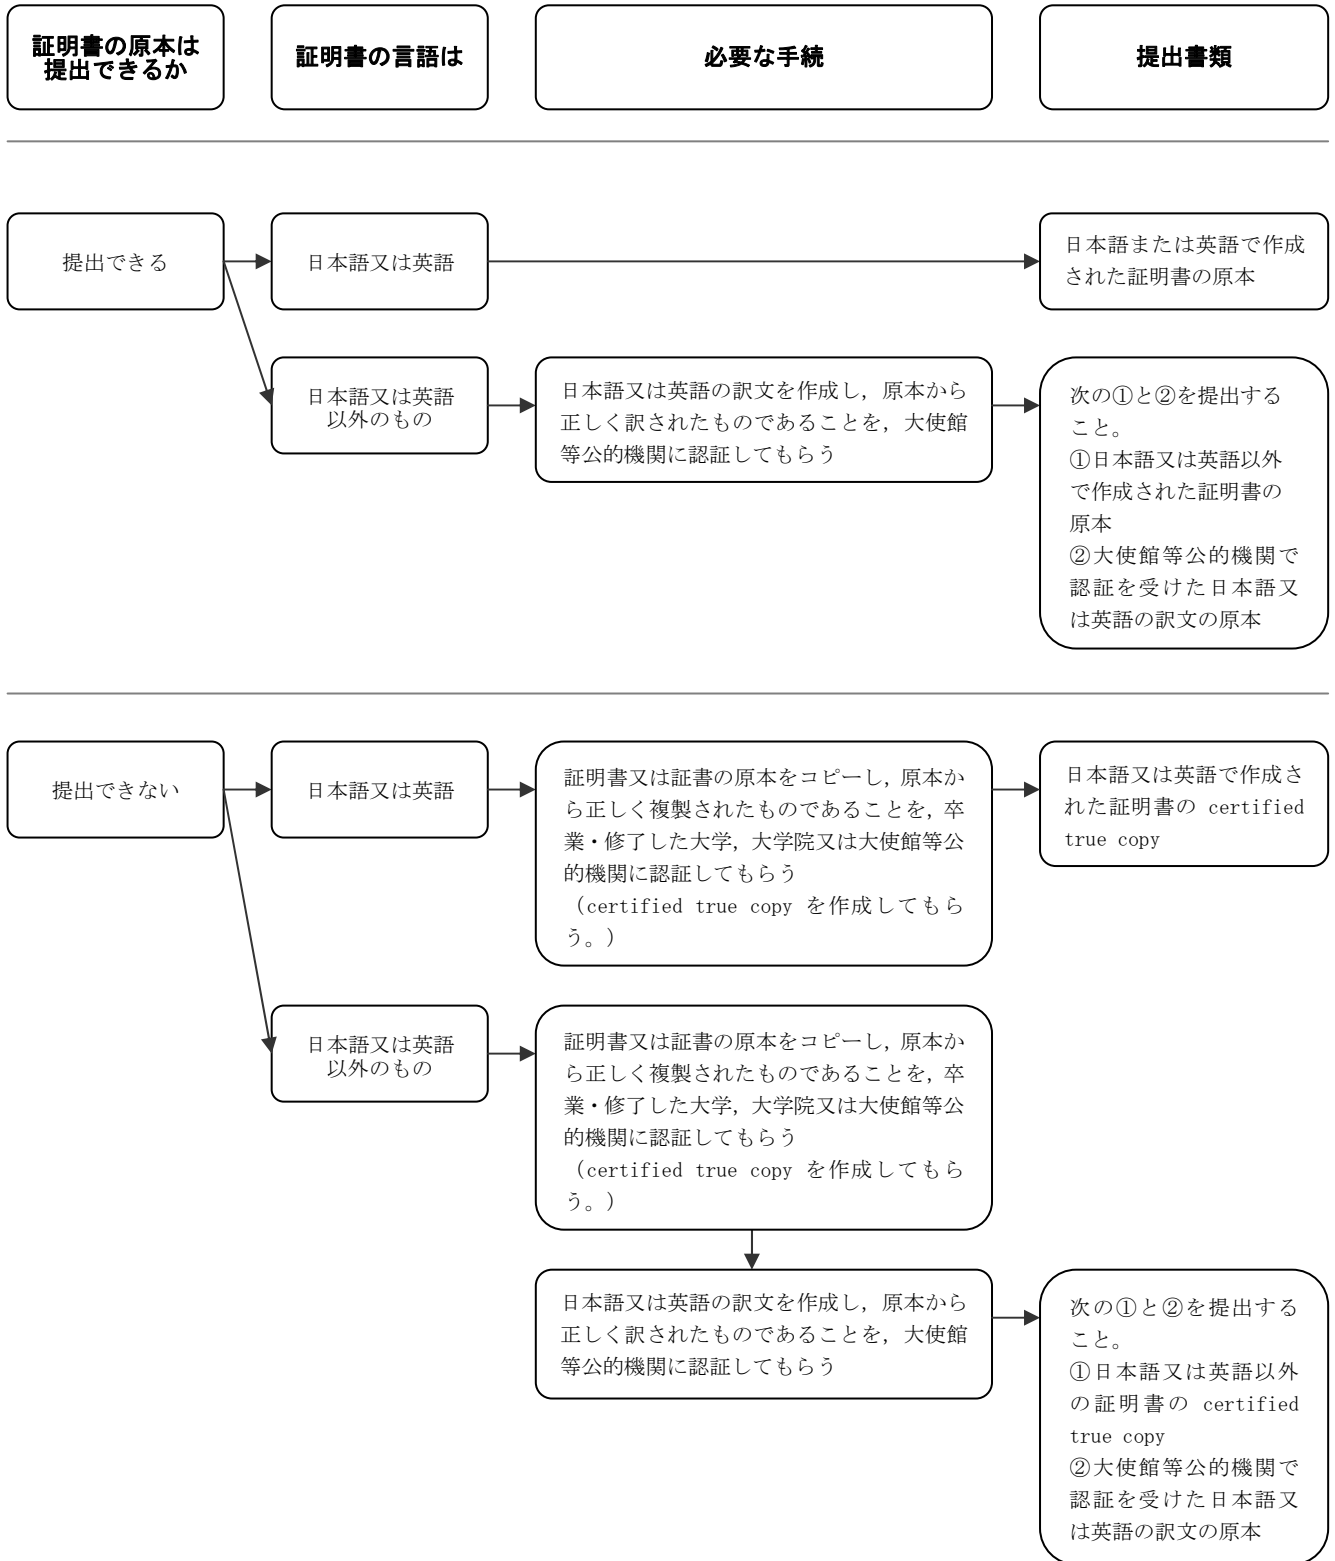 証明書の原本は
提出できるか
証明書の言語は
必要な手続
提出書類
提出できる
日本語又は英語
日本語または英語で作成
された証明書の原本
日本語又は英語
以外のもの
日本語又は英語の訳文を作成し，原本から
正しく訳されたものであることを，大使館
等公的機関に認証してもらう
次の①と②を提出する
こと。
①日本語又は英語以外
で作成された証明書の
原本
②大使館等公的機関で
認証を受けた日本語又
は英語の訳文の原本
提出できない
日本語又は英語
証明書又は証書の原本をコピーし，原本か
ら正しく複製されたものであることを，卒
業・修了した大学，大学院又は大使館等公
的機関に認証してもらう
（certified true copy を作成してもら
う。）
日本語又は英語で作成さ
れた証明書の certified
true copy
日本語又は英語
以外のもの
証明書又は証書の原本をコピーし，原本か
ら正しく複製されたものであることを，卒
業・修了した大学，大学院又は大使館等公
的機関に認証してもらう
（certified true copy を作成してもら
う。）
日本語又は英語の訳文を作成し，原本から
正しく訳されたものであることを，大使館
等公的機関に認証してもらう
次の①と②を提出する
こと。
①日本語又は英語以外
の証明書の certified
true copy
②大使館等公的機関で
認証を受けた日本語又
は英語の訳文の原本